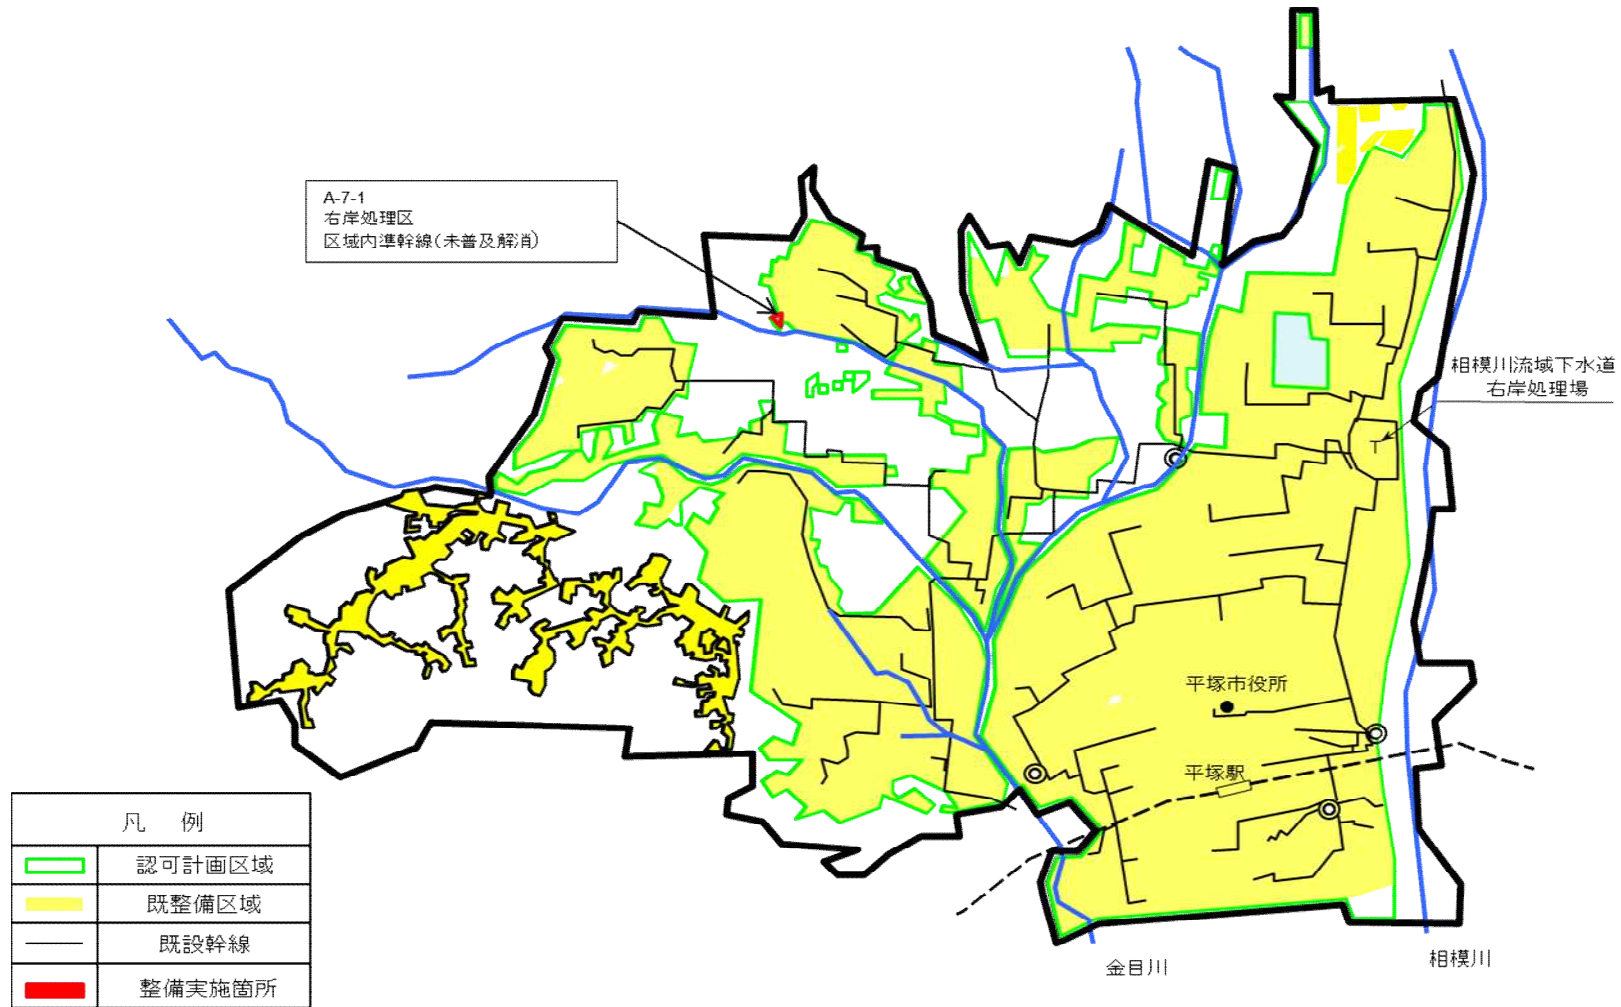 A-7-1
右岸処理区
区域内準幹線(未普及解消)
相模川流域下水道
右岸処理場
平塚市役所
平塚駅
金目川
相模川
凡 例
認可計画区域
既整備区域
既設幹線
整備実施箇所